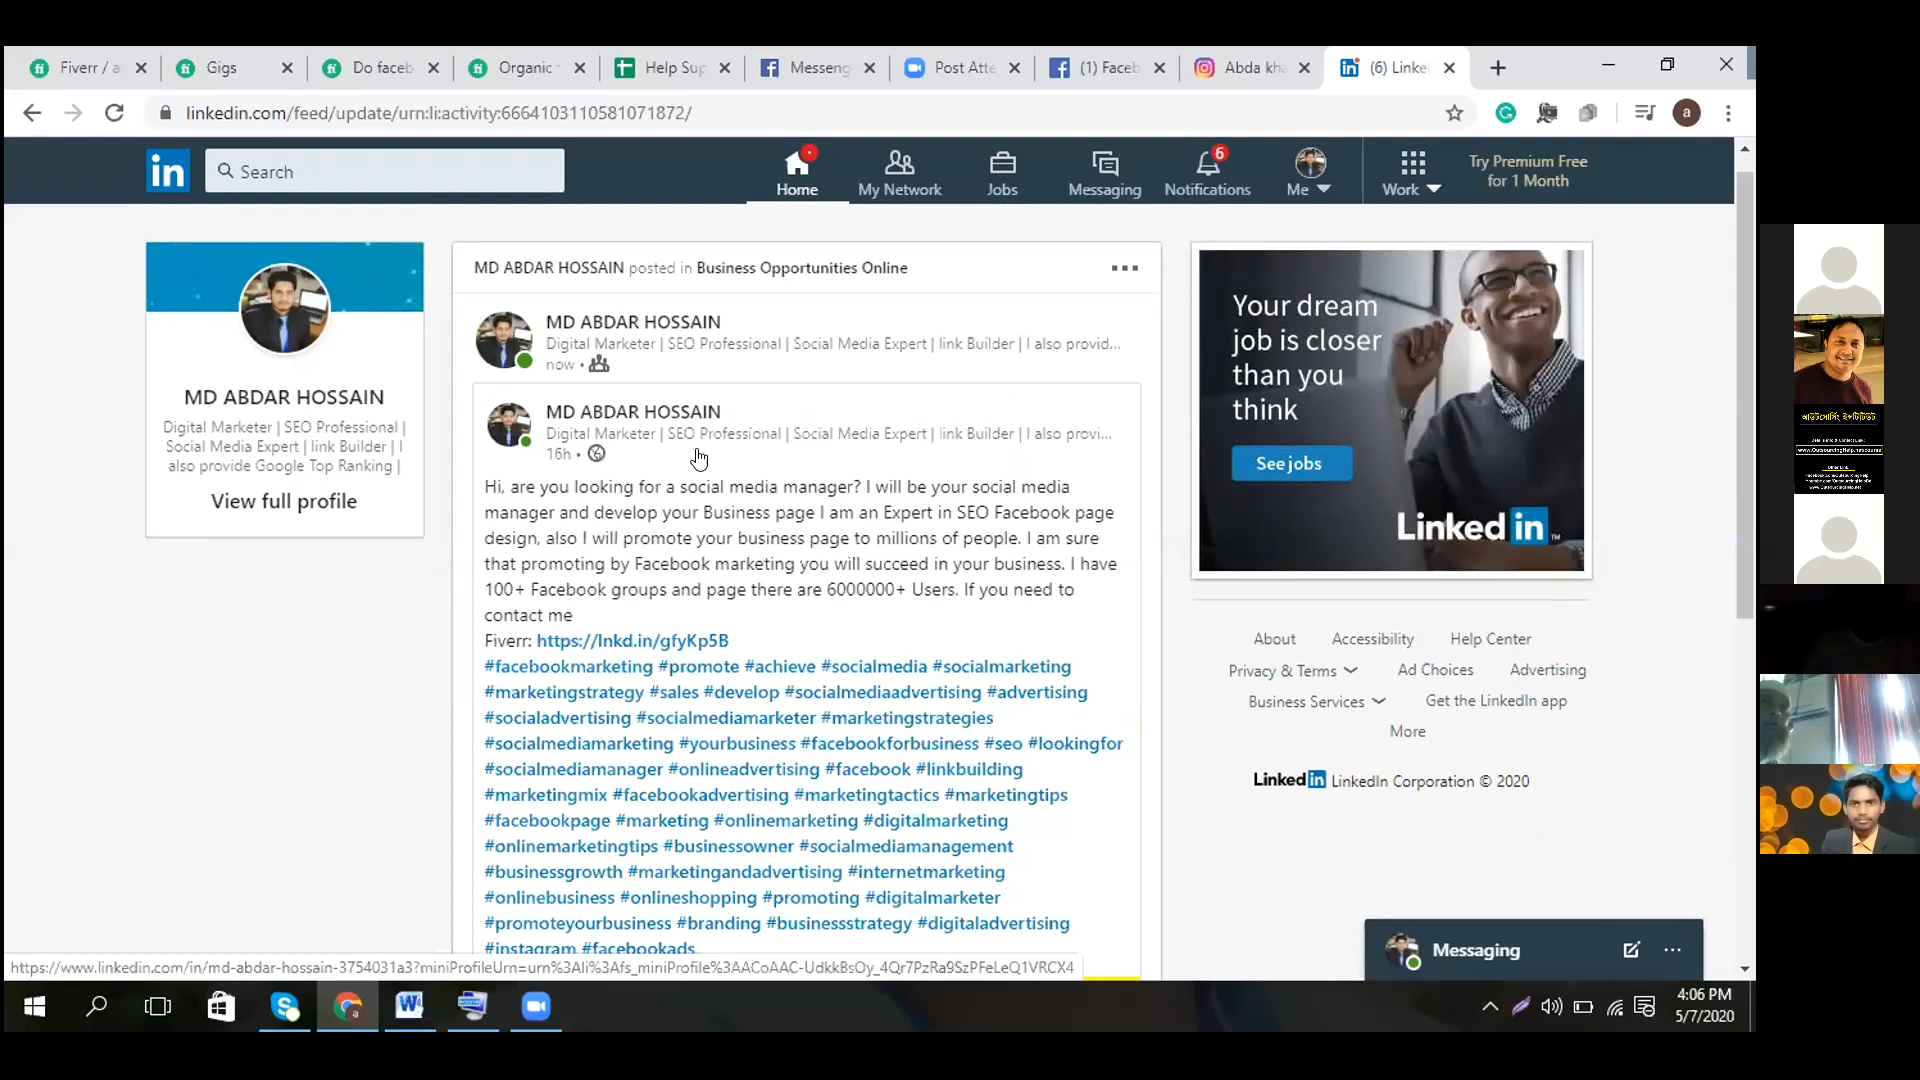 Fiverr / a
Gigs
Do faceb
Organic
Help Sup
Messeng
Post Atte
(1) Faceb
Abda kha
(6) Linke
linkedin.com/feed/update/urn:li:activity:6664103110581071872/
a
in
Search
Home
My Network
Jobs
Messaging
6
Notifications
Me
Work
Try Premium Free
for 1 Month
MD ABDAR HOSSAIN
Digital Marketer | SEO Professional |
Social Media Expert | link Builder | I
also provide Google Top Ranking |
View full profile
MD ABDAR HOSSAIN posted in Business Opportunities Online
MD ABDAR HOSSAIN
Digital Marketer | SEO Professional | Social Media Expert | link Builder | I also provid...
now •
MD ABDAR HOSSAIN
Digital Marketer | SEO Professional | Social Media Expert | link Builder | I also provi...
16h •
Hi, are you looking for a social media manager? I will be your social media
manager and develop your Business page I am an Expert in SEO Facebook page
design, also I will promote your business page to millions of people. I am sure
that promoting by Facebook marketing you will succeed in your business. I have
100+ Facebook groups and page there are 6000000+ Users. If you need to
contact me
Fiverr: https://lnkd.in/gfyKp5B
#facebookmarketing #promote #achieve #socialmedia #socialmarketing
#marketingstrategy #sales #develop #socialmediaadvertising #advertising
#socialadvertising #socialmediamarketer #marketingstrategies
#socialmediamarketing #yourbusiness #facebookforbusiness #seo #lookingfor
#socialmediamanager #onlineadvertising #facebook #linkbuilding
#marketingmix #facebookadvertising #marketingtactics #marketingtips
#facebookpage #marketing #onlinemarketing #digitalmarketing
#onlinemarketingtips #businessowner #socialmediamanagement
#businessgrowth #marketingandadvertising #internetmarketing
#onlinebusiness #onlineshopping #promoting #digitalmarketer
#promoteyourbusiness #branding #businessstrategy #digitaladvertising
#instagram #facebookads
Your dream
job is closer
than you
think
See jobs
Linked in
About Accessibility Help Center
Privacy & Terms Ad Choices Advertising
Business Services Get the LinkedIn app
More
Linked in LinkedIn Corporation © 2020
Messaging
https://www.linkedin.com/in/md-abdar-hossain-3754031a3?miniProfileUrn=urn%3Ali%3Afs_miniProfile%3AACoAAC-UdkkBsOy_4Qr7PzRa9SzPFeLeQ1VRCX4
4:06 PM
5/7/2020
আউটসোর্সিং ইন্সটিটিউট